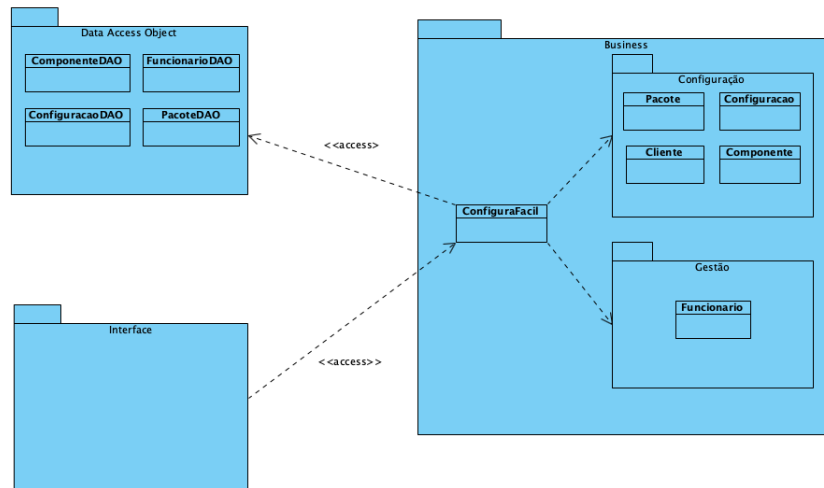 Data Access Object
ComponenteDAO
FuncionarioDAO
ConfiguracaoDAO
PacoteDAO
<<access>
Business
Configuração
Pacote
Configuracao
Cliente
Componente
ConfiguraFacil
Gestão
Funcionario
Interface
<<access>>